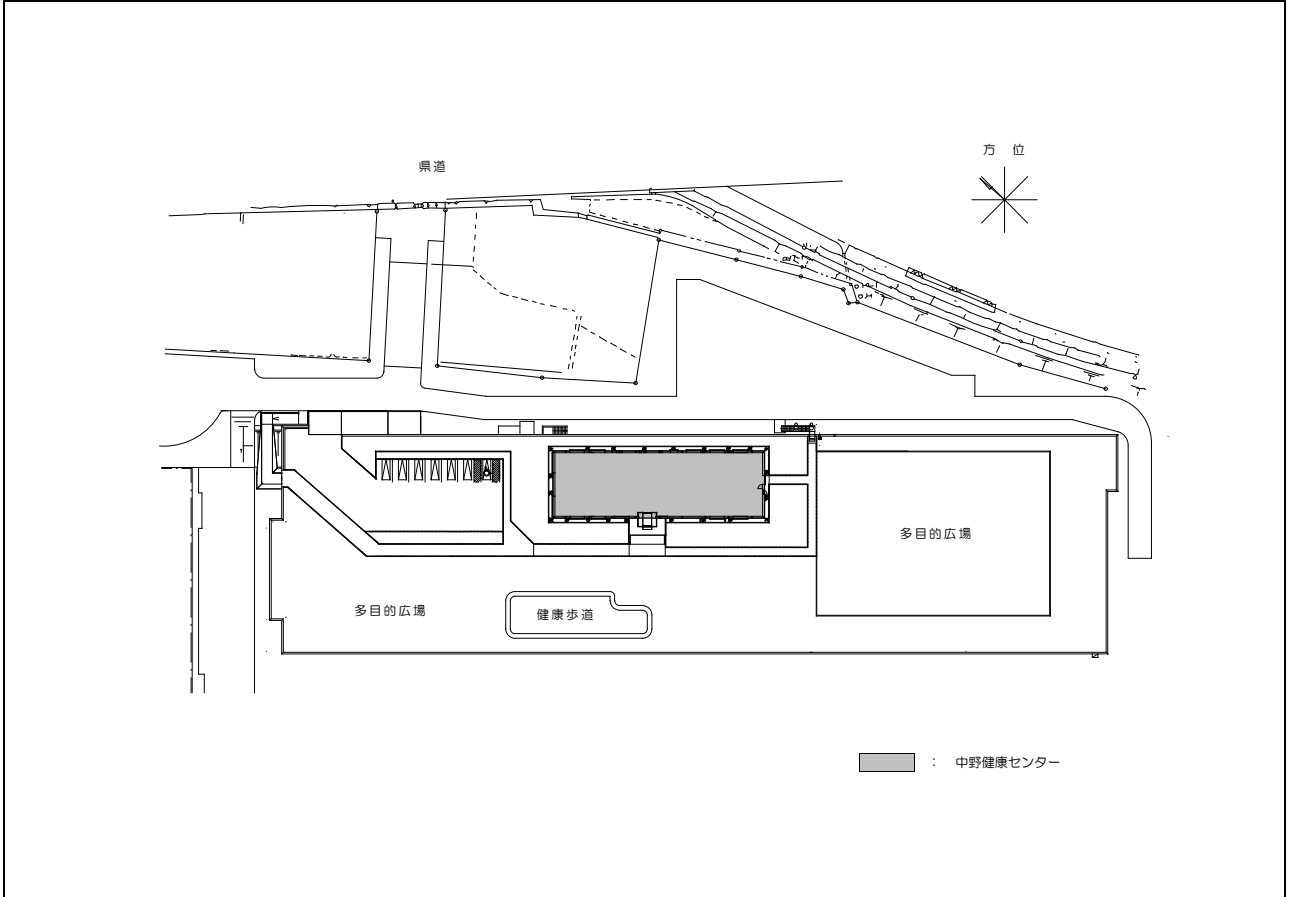 方 位
県道
多目的広場
多目的広場
健康歩道
： 中野健康センター